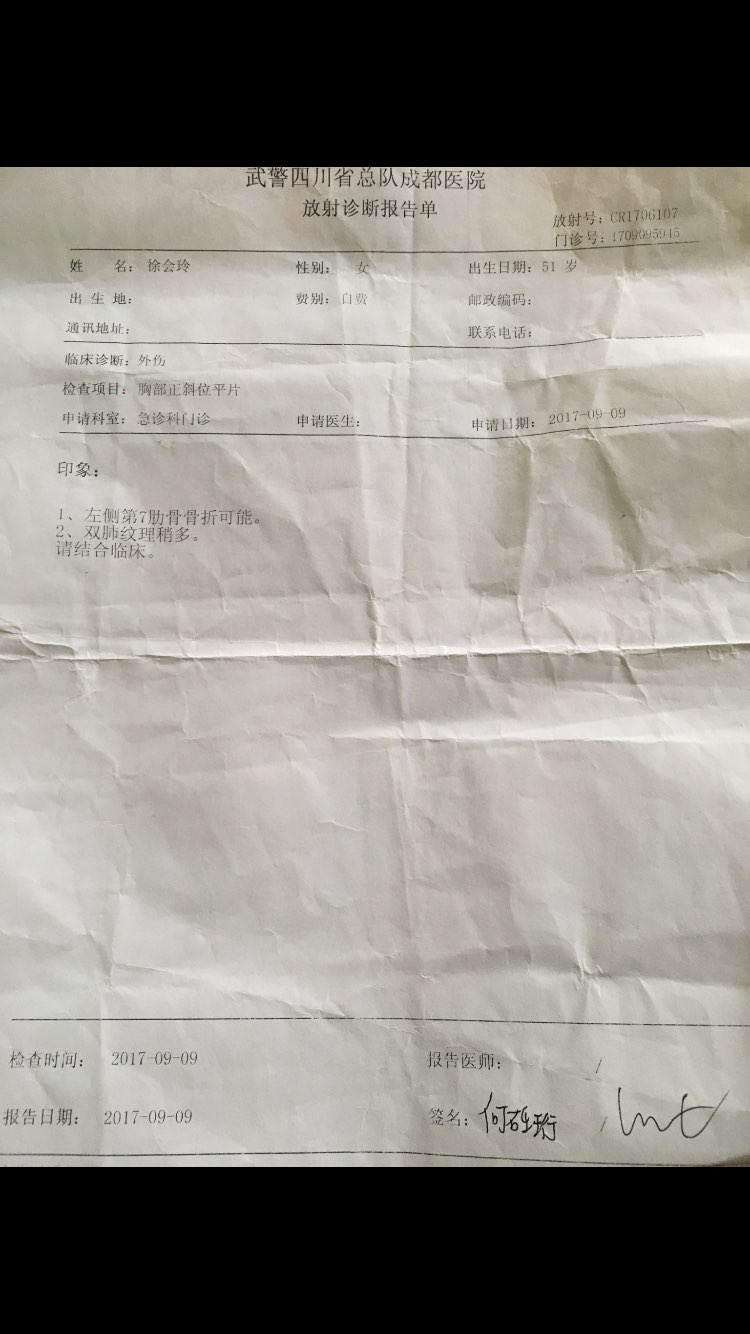 武警四川省总队成都医院
放射诊断报告单
放射号：CR1706107
门诊号：1709095945
姓 名：徐会玲 性别： 女 出生日期：51 岁
出 生 地： 费别：自费 邮政编码：
通讯地址： 联系电话：
临床诊断：外伤
检查项目：胸部正斜位平片
申请科室：急诊科门诊 申请医生： 申请日期：2017-09-09
印象：
1、左侧第7肋骨骨折可能。
2、双肺纹理稍多。
请结合临床。
检查时间： 2017-09-09 报告医师： /
报告日期： 2017-09-09 签名： /